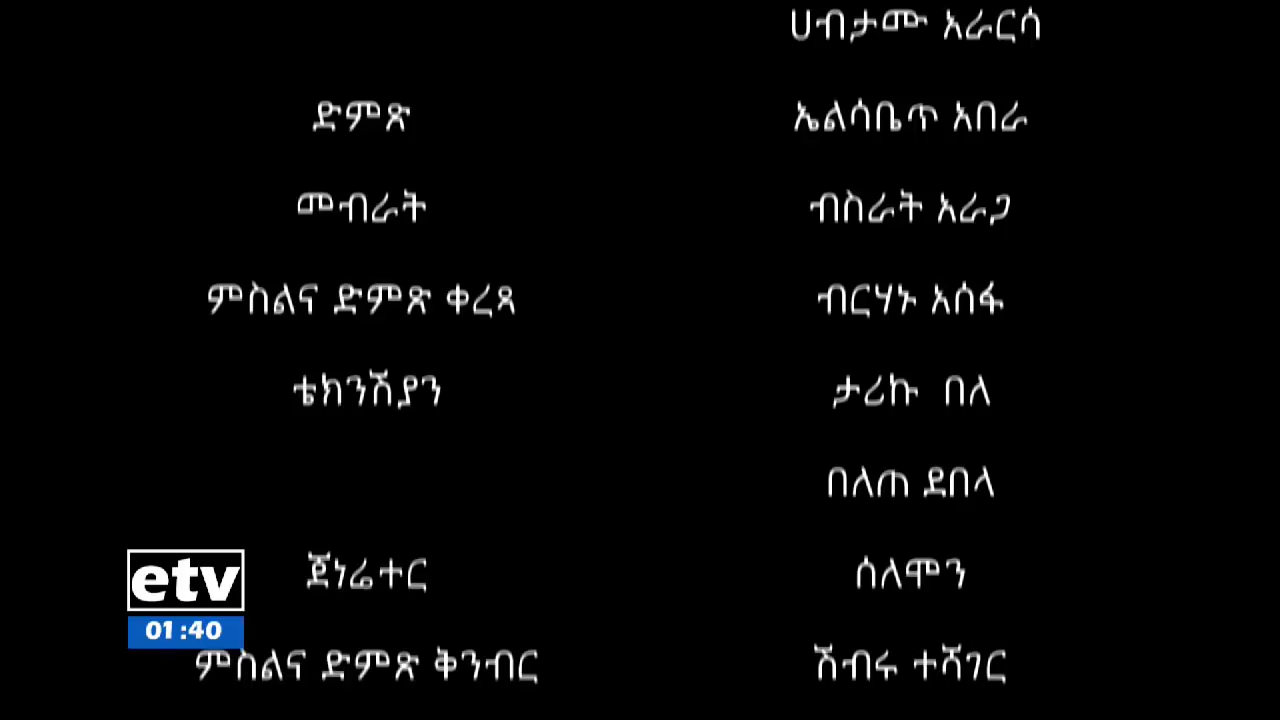 ሀብታሙ አራርሳ
ድምጽ ኤልሳቤጥ አበራ
መብራት ብስራት አራጋ
ምስልና ድምጽ ቀረጻ ብርሃኑ አሰፋ
ቴክንሽያን ታሪኩ በለ
በለጠ ደበላ
ጀነሬተር ሰለሞን
ምስልና ድምጽ ቅንብር ሽብሩ ተሻገር
etv
01:40